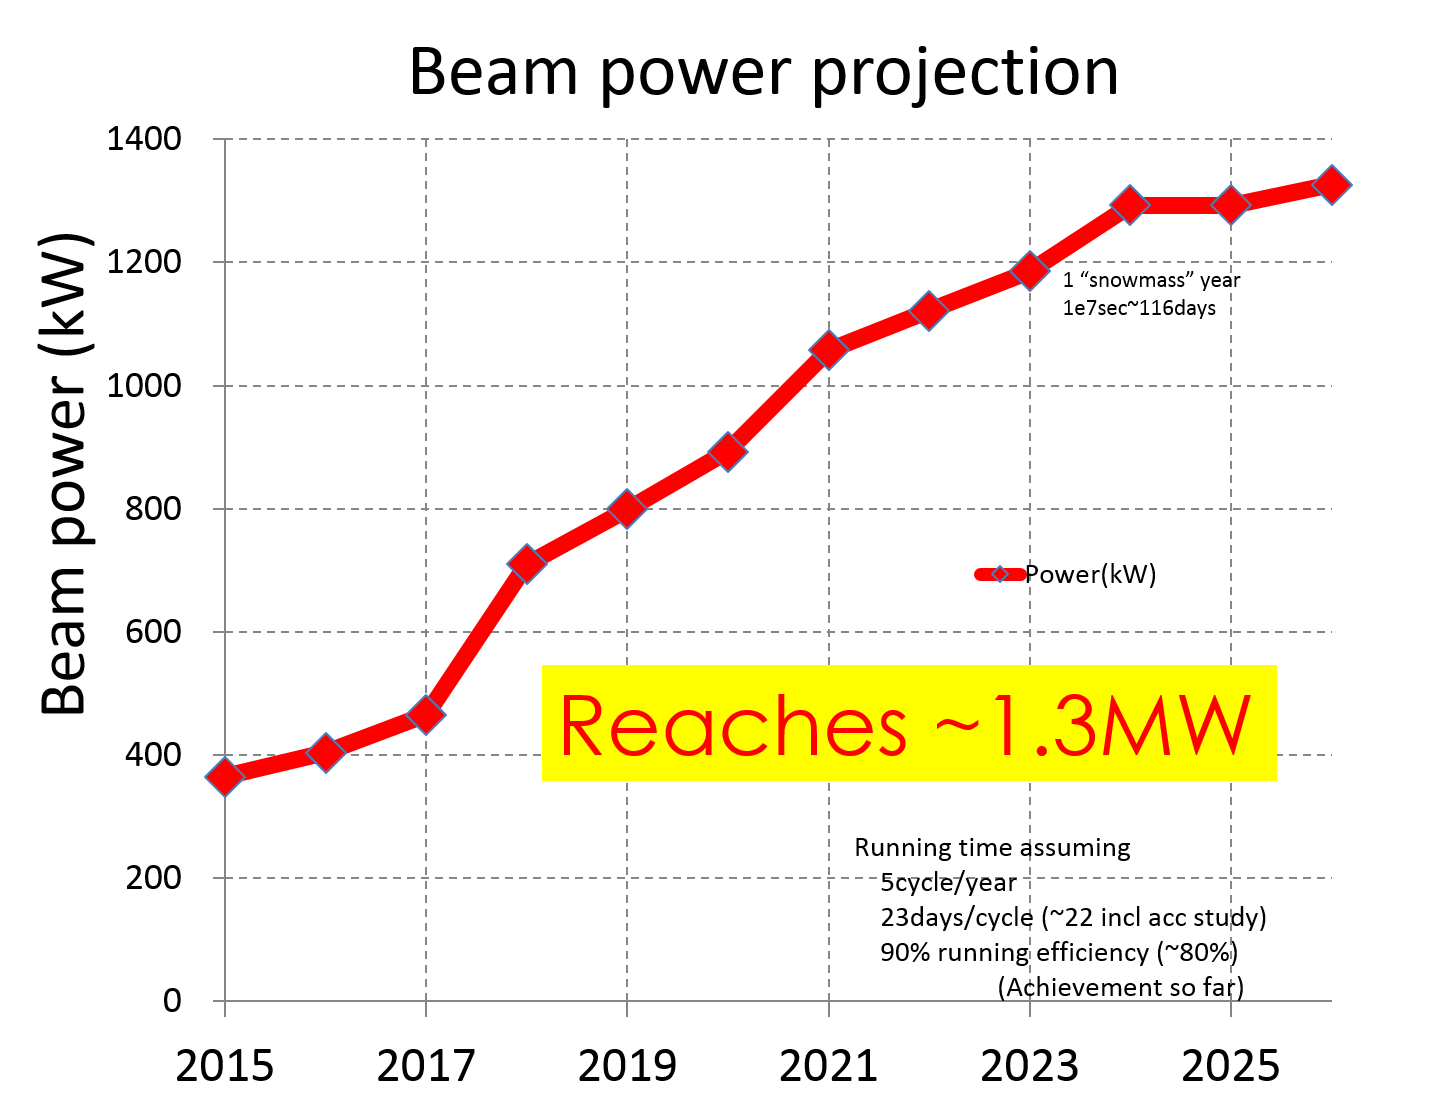 Beam power projection
Beam power (kW)
1400
1200
1000
800
600
400
200
0
1 “snowmass” year
1e7sec~116days
Power(kW)
Reaches ~1.3MW
Running time assuming
5cycle/year
23days/cycle (~22 incl acc study)
90% running efficiency (~80%)
(Achievement so far)
2015 2017 2019 2021 2023 2025